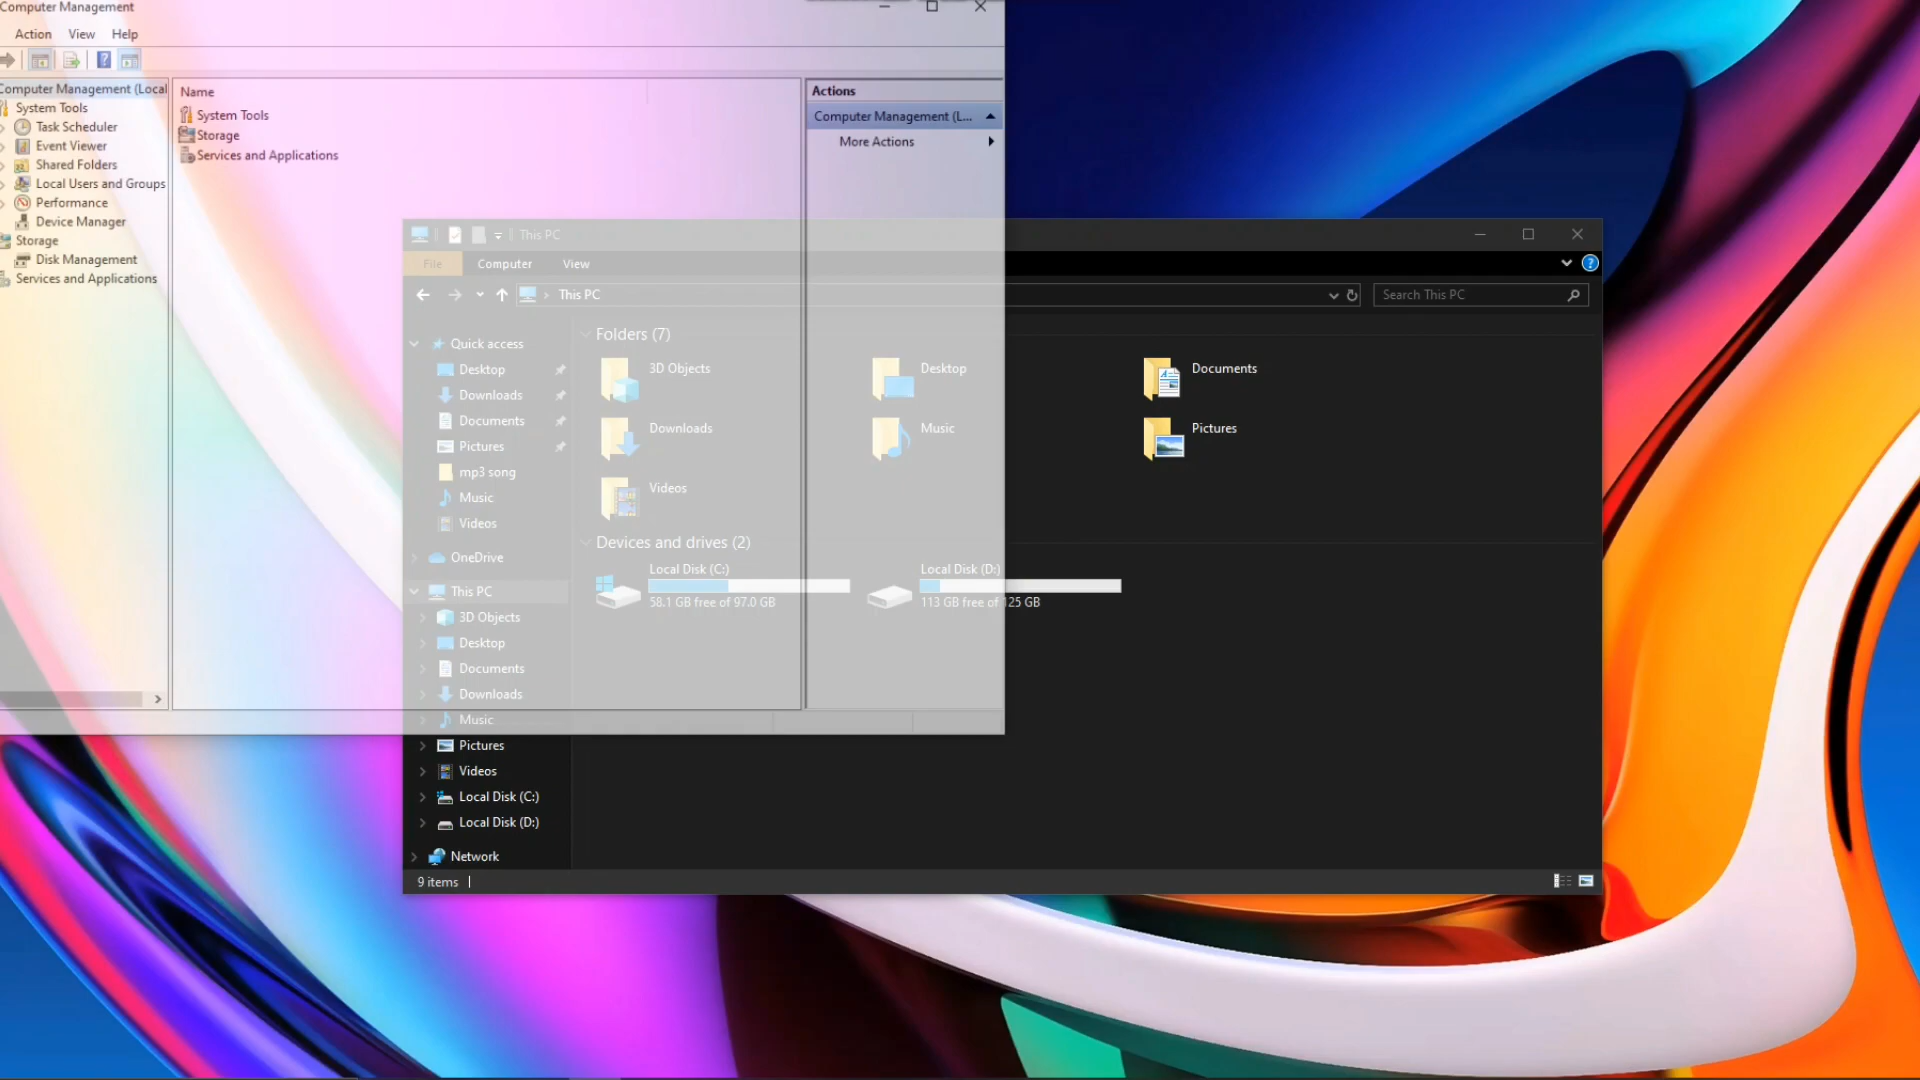 Computer Management
Action View Help
Computer Management (Local
System Tools
Task Scheduler
Event Viewer
Shared Folders
Local Users and Groups
Performance
Device Manager
Storage
Disk Management
Services and Applications
Name
System Tools
Storage
Services and Applications
Actions
Computer Management (L...
More Actions
This PC
File Computer View
This PC
Search This PC
Quick access
Desktop
Downloads
Documents
Pictures
mp3 song
Music
Videos
OneDrive
This PC
3D Objects
Desktop
Documents
Downloads
Music
Pictures
Videos
Local Disk (C:)
Local Disk (D:)
Network
Folders (7)
3D Objects
Desktop
Documents
Downloads
Music
Pictures
Videos
Devices and drives (2)
Local Disk (C:)
58.1 GB free of 97.0 GB
Local Disk (D:)
113 GB free of 125 GB
9 items